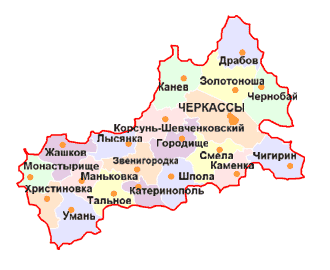 Драбов
Канев
Золотоноша
Чернобай
ЧЕРКАССЫ
Корсунь-Шевченковский
Лысянка
Городище
Жашков
Смела
Чигирин
Звенигородка
Монастырище
Каменка
Маньковка
Шпола
Христиновка
Катеринополь
Тальное
Умань